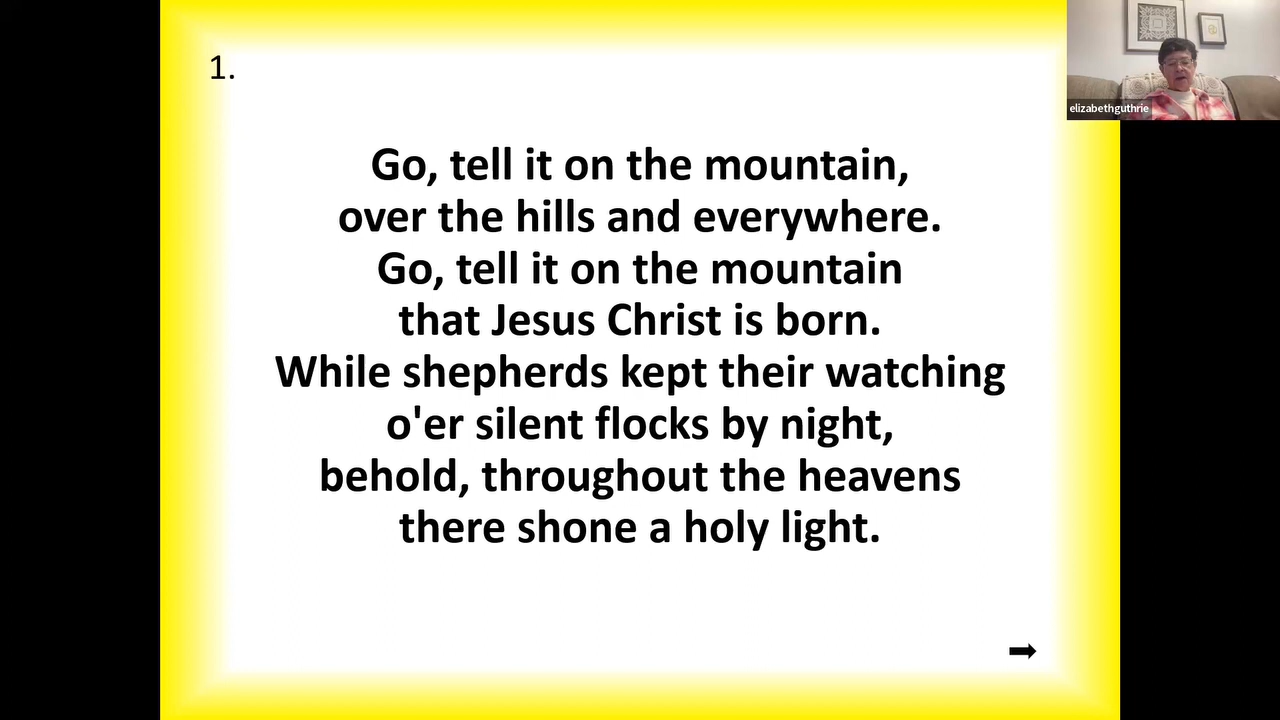 1.
Go, tell it on the mountain,
over the hills and everywhere.
Go, tell it on the mountain
that Jesus Christ is born.
While shepherds kept their watching
o'er silent flocks by night,
behold, throughout the heavens
there shone a holy light.
elizabethguthrie